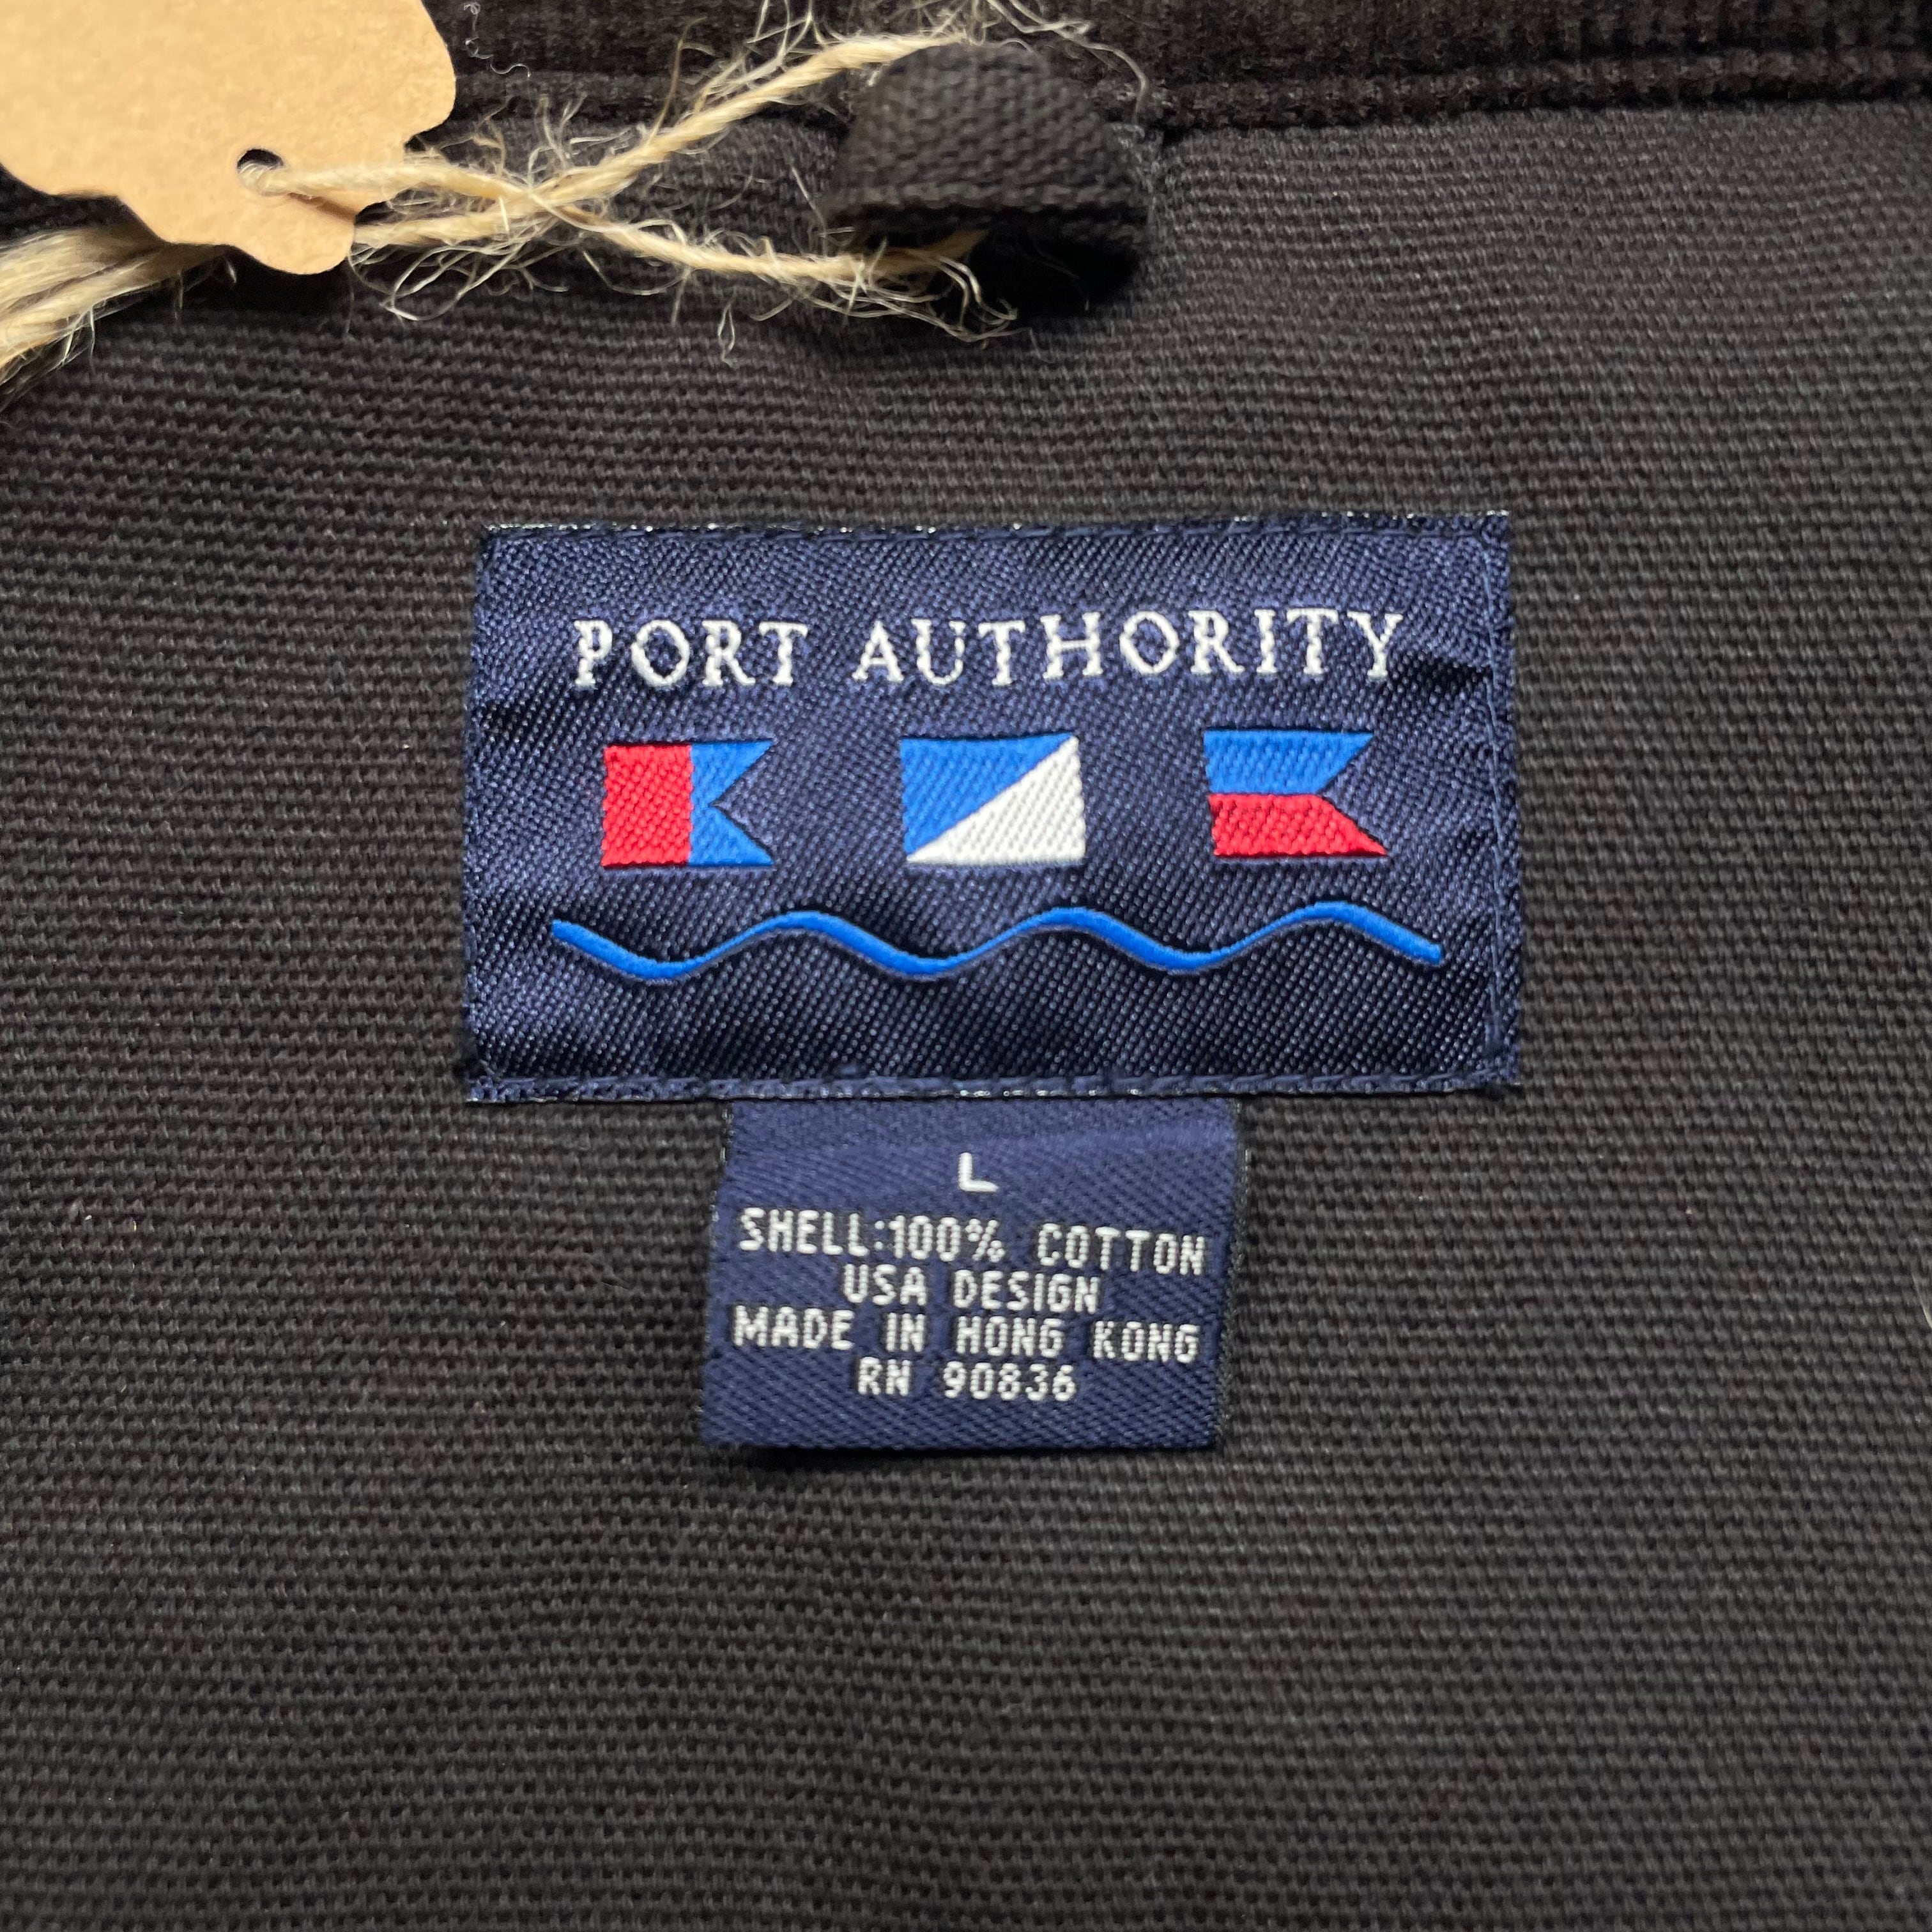 PORT AUTHORITY
L
SHELL:100% COTTON
USA DESIGN
MADE IN HONG KONG
RN 90836